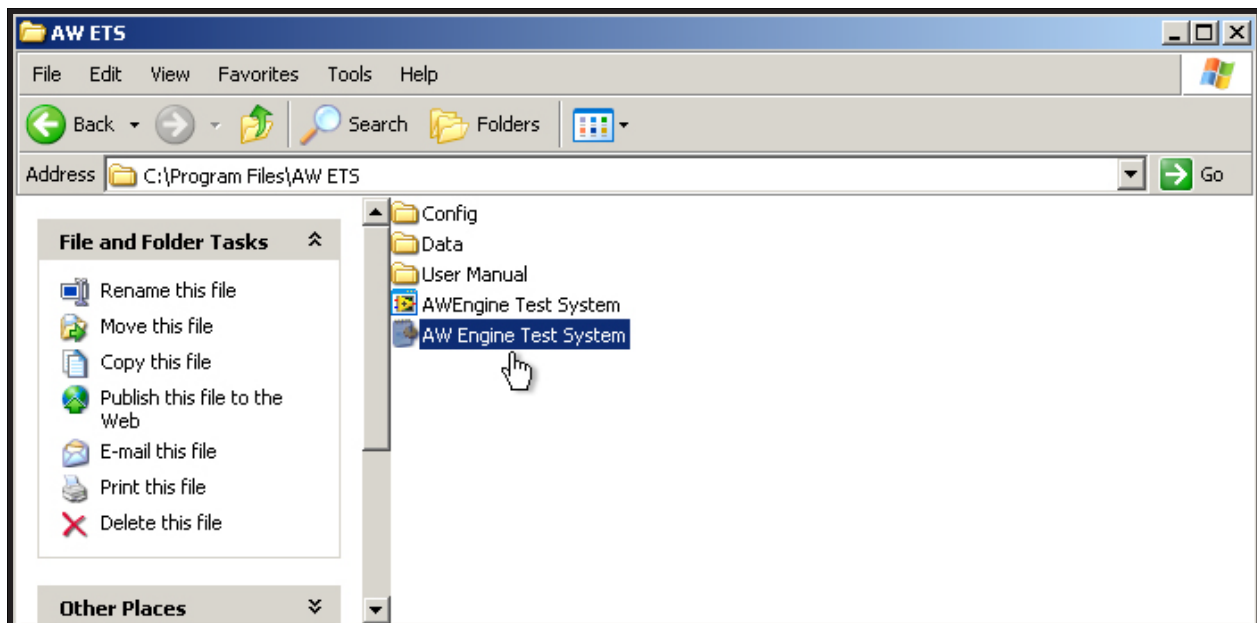 AW ETS
File Edit View Favorites Tools Help
Back Search Folders
Address C:\Program Files\AW ETS Go
File and Folder Tasks
Rename this file
Move this file
Copy this file
Publish this file to the
Web
E-mail this file
Print this file
Delete this file
Other Places
Config
Data
User Manual
AWEngine Test System
AW Engine Test System